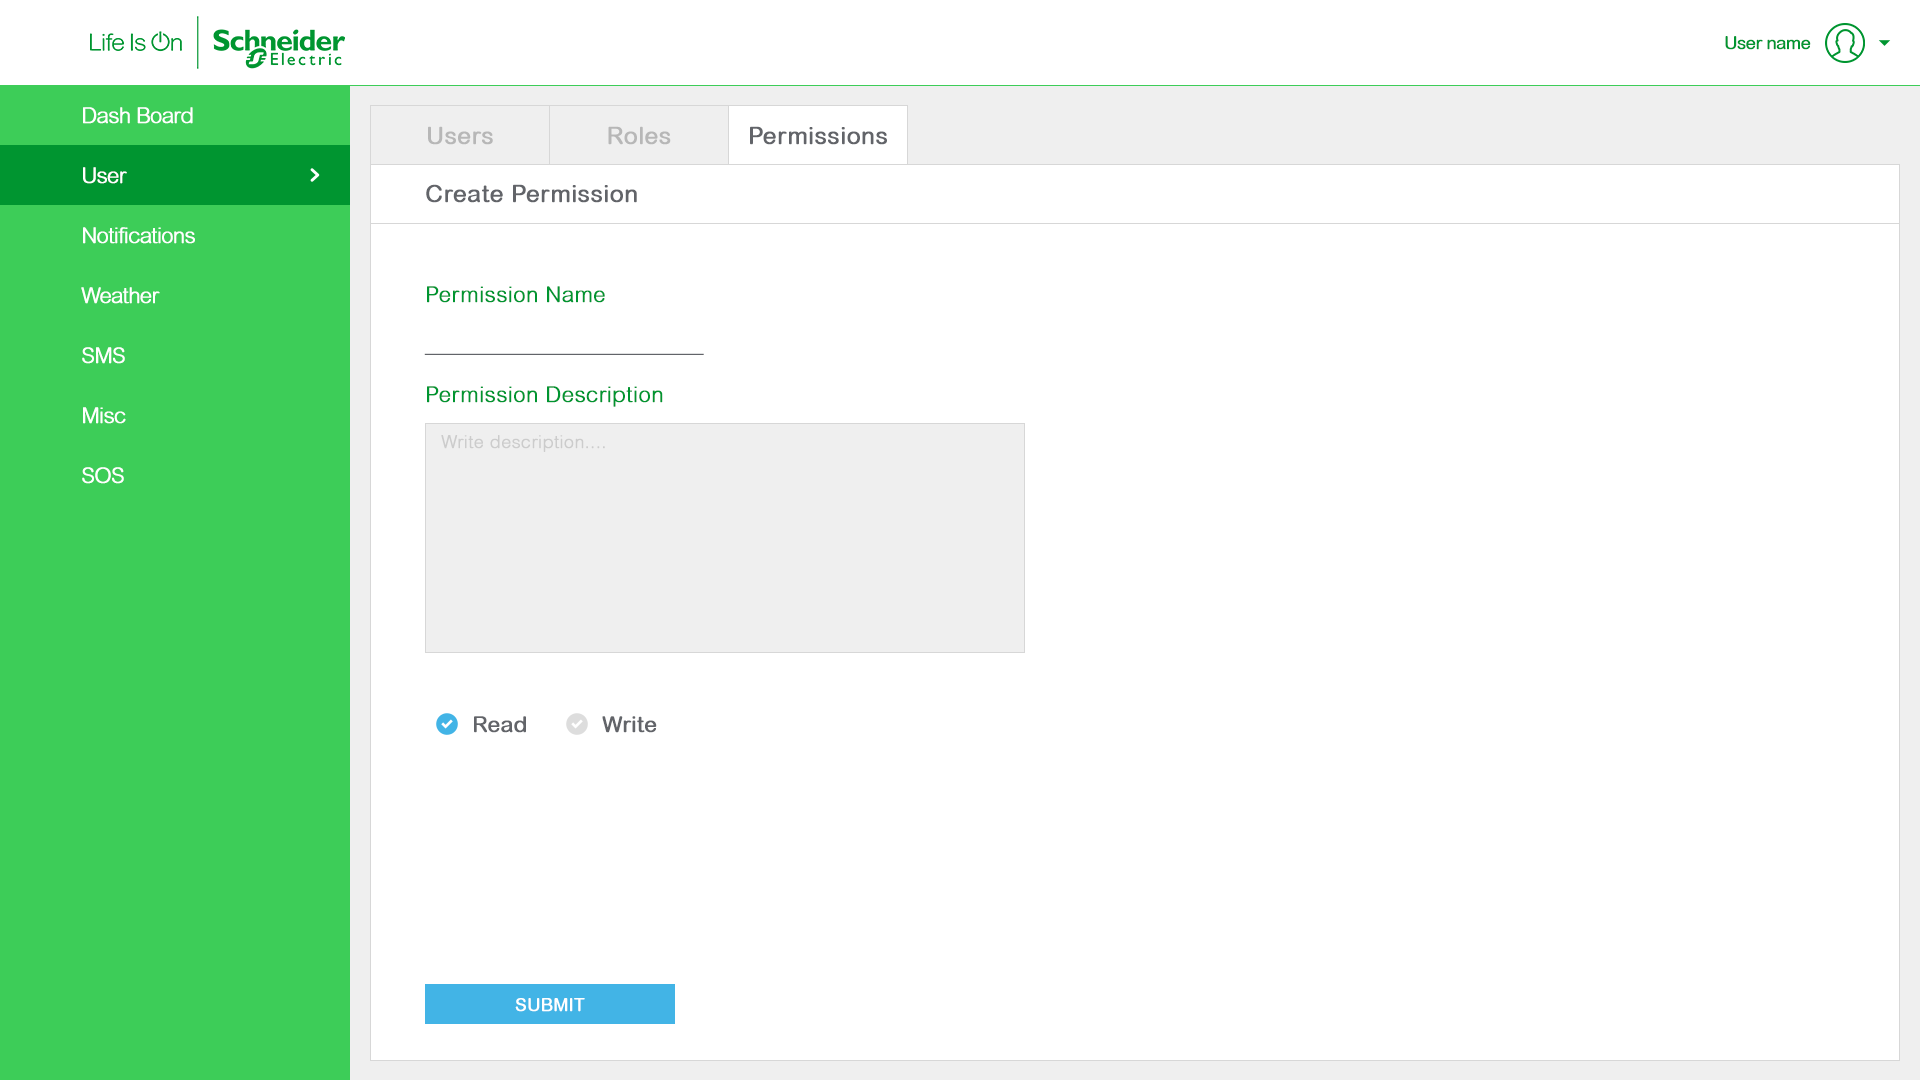 Life Is On
Schneider
Electric
User name
Dash Board
User
Notifications
Weather
SMS
Misc
SOS
Users
Roles
Permissions
Create Permission
Permission Name
Permission Description
Write description....
Read
Write
SUBMIT